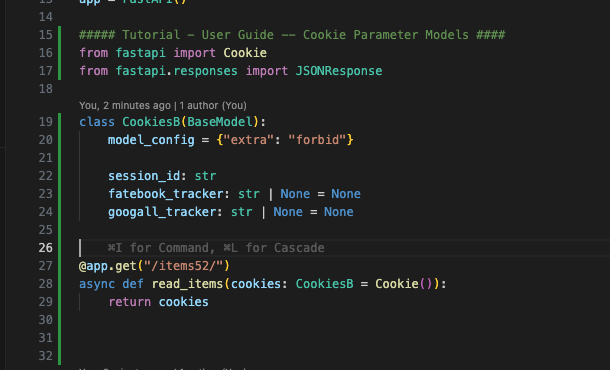 13 app = FastAPI()
14
15 ##### Tutorial - User Guide -- Cookie Parameter Models ####
16 from fastapi import Cookie
17 from fastapi.responses import JSONResponse
18
You, 2 minutes ago | 1 author (You)
19 class CookiesB(BaseModel):
20 model_config = {"extra": "forbid"}
21
22 session_id: str
23 fatebook_tracker: str | None = None
24 googall_tracker: str | None = None
25
26 ⌘I for Command, ⌘L for Cascade
27 @app.get("/items52/")
28 async def read_items(cookies: CookiesB = Cookie()):
29 return cookies
30
31
32